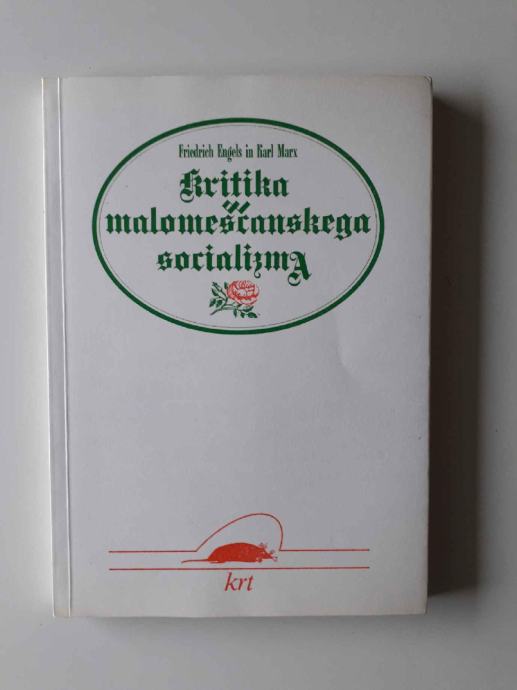 Friedrich Engels in Karl Marx
Kritika
malomeščanskega
socializmA
krt